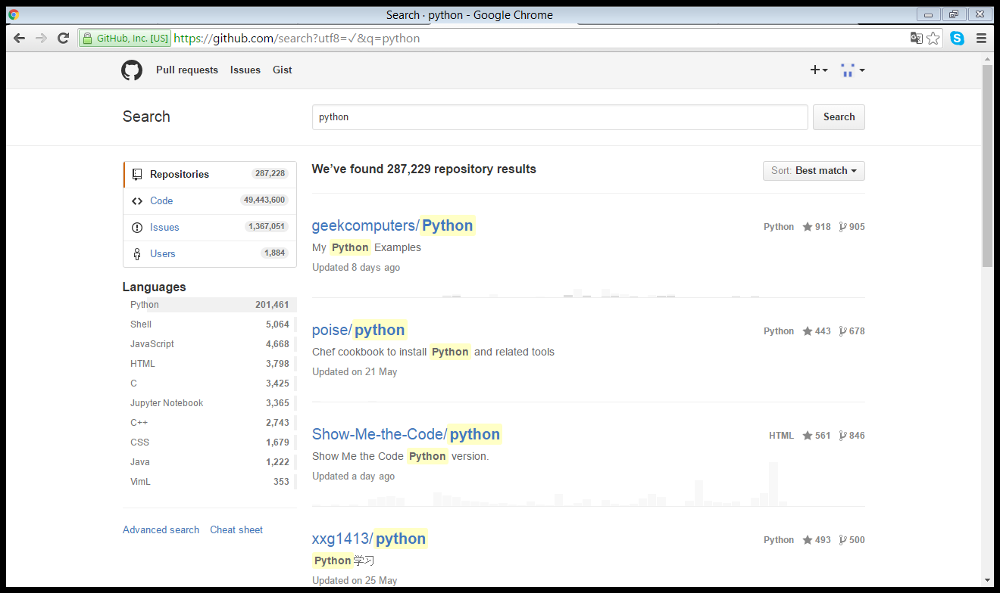 Search · python - Google Chrome
GitHub, Inc. [US] https://github.com/search?utf8=✓&q=python
Pull requests Issues Gist
Search python Search
Repositories 287,228
Code 49,443,600
Issues 1,367,051
Users 1,884
Languages
Python 201,461
Shell 5,064
JavaScript 4,668
HTML 3,798
C 3,425
Jupyter Notebook 3,365
C++ 2,743
CSS 1,679
Java 1,222
VimL 353
Advanced search Cheat sheet
We’ve found 287,229 repository results Sort: Best match
geekcomputers/Python Python 918 905
My Python Examples
Updated 8 days ago
poise/python Python 443 678
Chef cookbook to install Python and related tools
Updated on 21 May
Show-Me-the-Code/python HTML 561 846
Show Me the Code Python version.
Updated a day ago
xxg1413/python Python 493 500
Python学习
Updated on 25 May